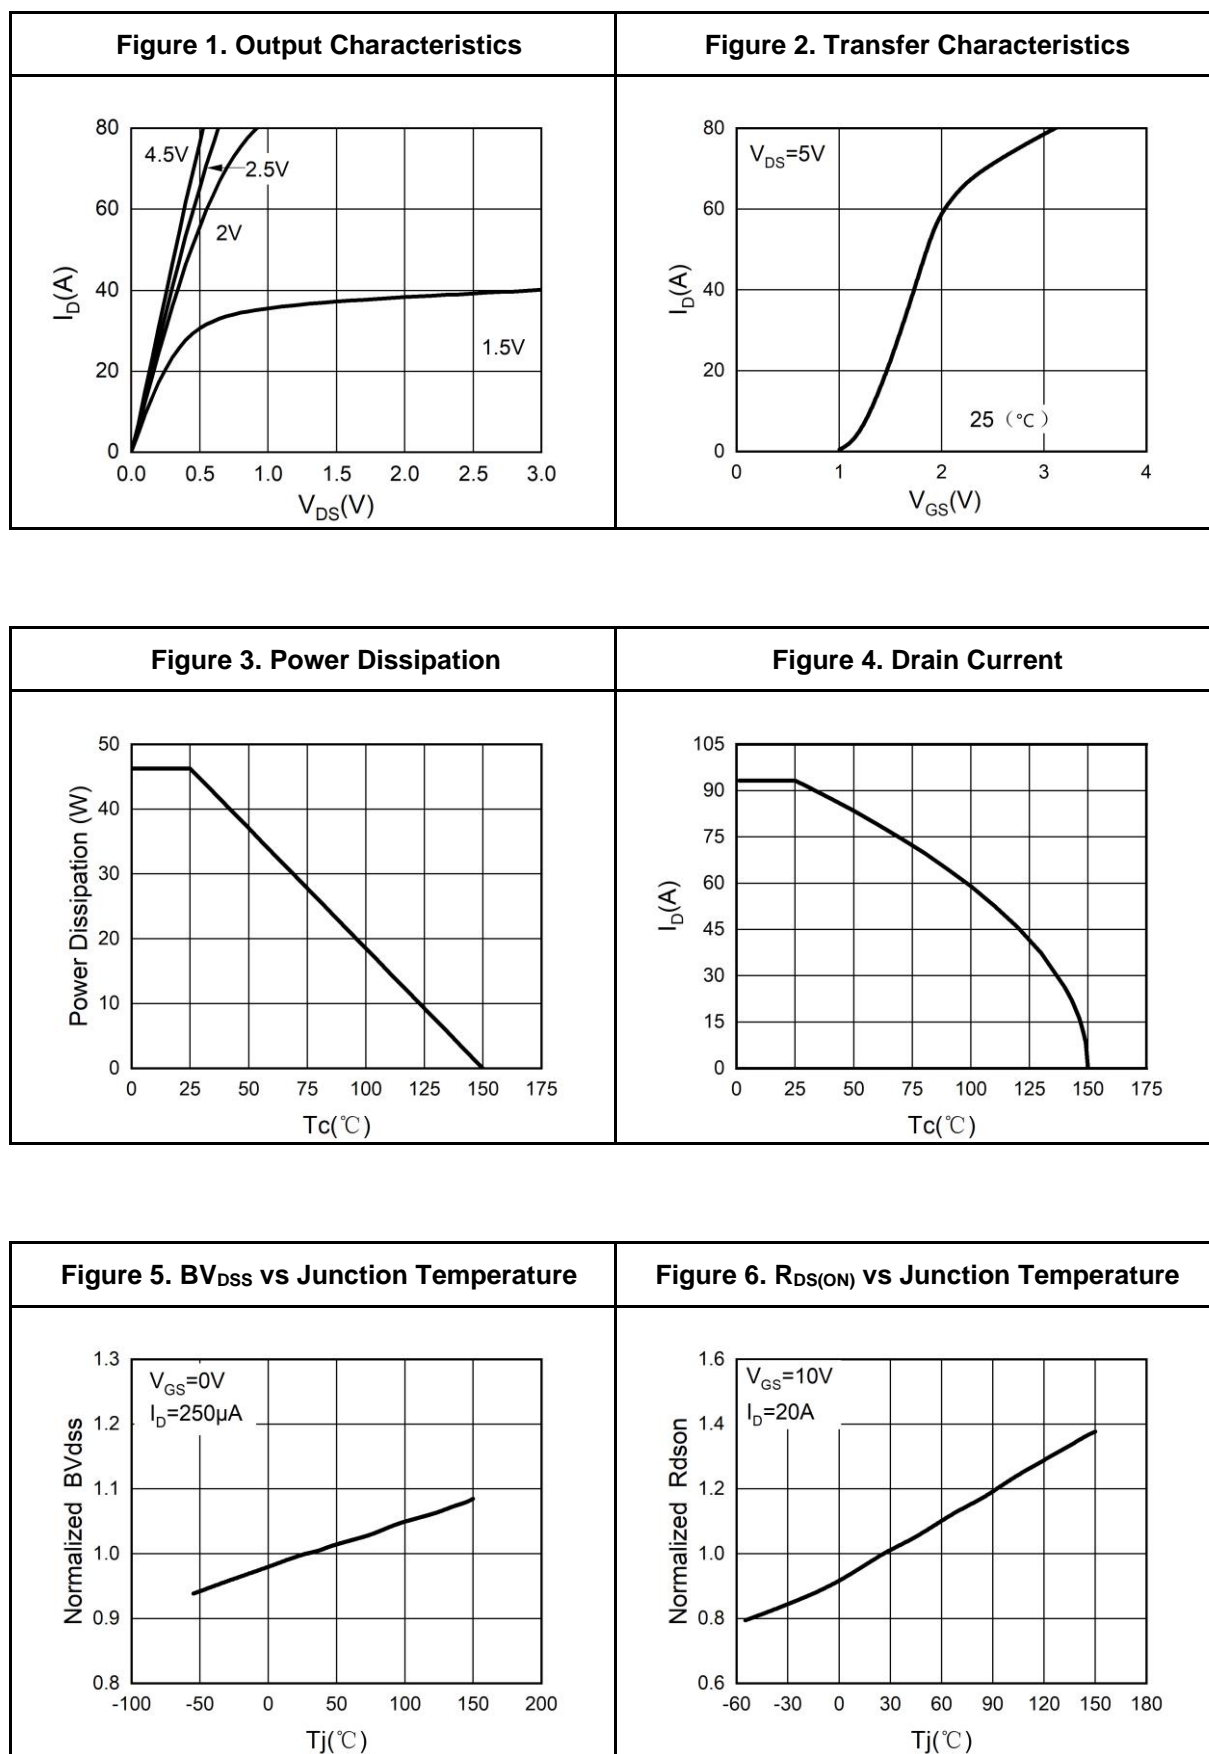 Figure 1. Output Characteristics
Figure 2. Transfer Characteristics
80
60
40
20
0
I_D(A)
4.5V
2.5V
2V
1.5V
0.0 0.5 1.0 1.5 2.0 2.5 3.0
V_DS(V)
80
60
40
20
0
I_D(A)
V_DS=5V
25（℃）
0 1 2 3 4
V_GS(V)
Figure 3. Power Dissipation
Figure 4. Drain Current
50
40
30
20
10
0
Power Dissipation (W)
0 25 50 75 100 125 150 175
Tc(℃)
105
90
75
60
45
30
15
0
I_D(A)
0 25 50 75 100 125 150 175
Tc(℃)
Figure 5. BV_DSS vs Junction Temperature
Figure 6. R_DS(ON) vs Junction Temperature
1.3
1.2
1.1
1.0
0.9
0.8
Normalized BVdss
V_GS=0V
I_D=250μA
-100 -50 0 50 100 150 200
Tj(℃)
1.6
1.4
1.2
1.0
0.8
0.6
Normalized Rdson
V_GS=10V
I_D=20A
-60 -30 0 30 60 90 120 150 180
Tj(℃)